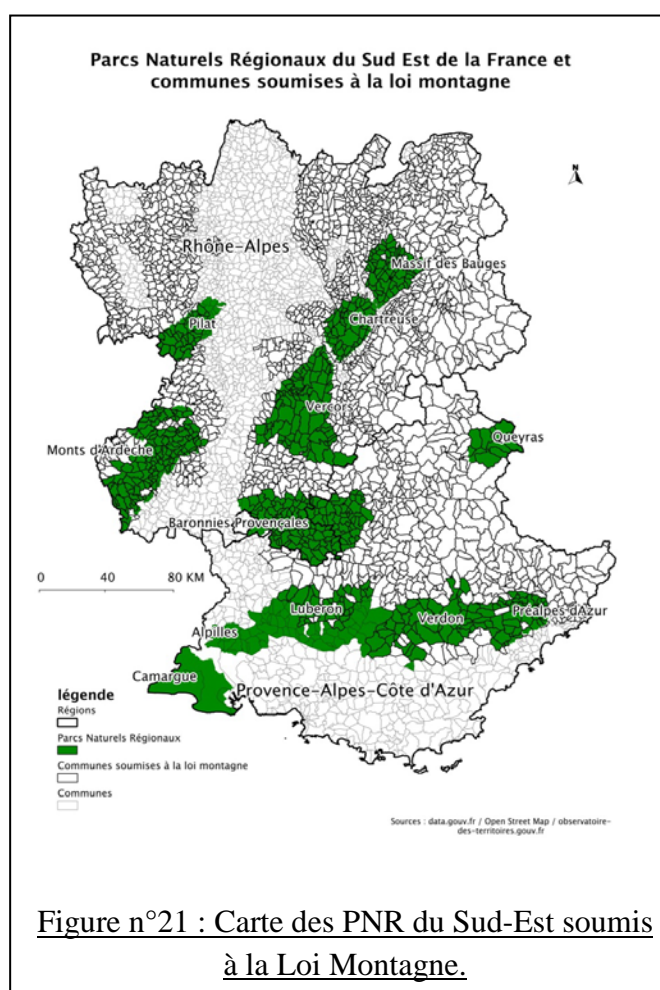 Parcs Naturels Régionaux du Sud Est de la France et
communes soumises à la loi montagne
N
Rhône-Alpes
Massif des Bauges
Chartreuse
Pilat
Vercors
Queyras
Monts d'Ardèche
Baronnies Provençales
0 40 80 KM
Luberon
Verdon
Préalpes d'Azur
Alpilles
Camargue
Provence-Alpes-Côte d'Azur
légende
Régions
Parcs Naturels Régionaux
Communes soumises à la loi montagne
Communes
Sources : data.gouv.fr / Open Street Map / observatoire-
des-territoires.gouv.fr
Figure n°21 : Carte des PNR du Sud-Est soumis
à la Loi Montagne.